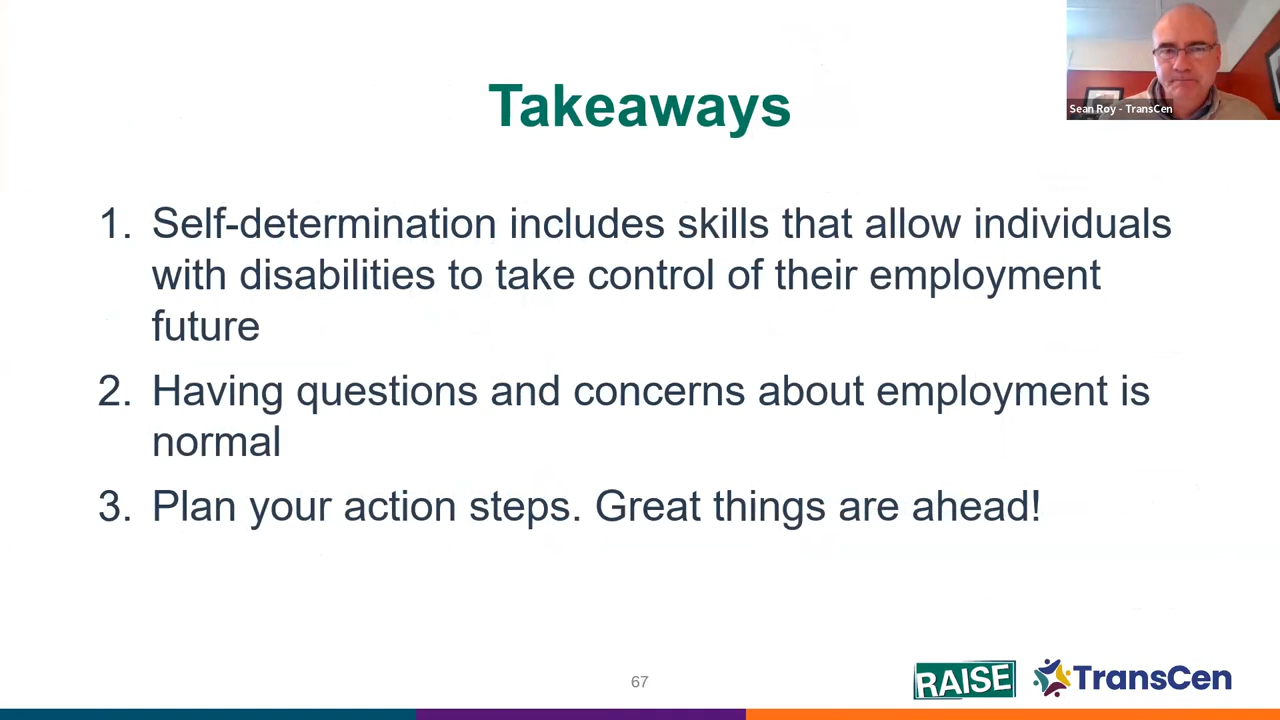 Takeaways
Sean Roy - TransCen
1. Self-determination includes skills that allow individuals
with disabilities to take control of their employment
future
2. Having questions and concerns about employment is
normal
3. Plan your action steps. Great things are ahead!
67
RAISE
TransCen